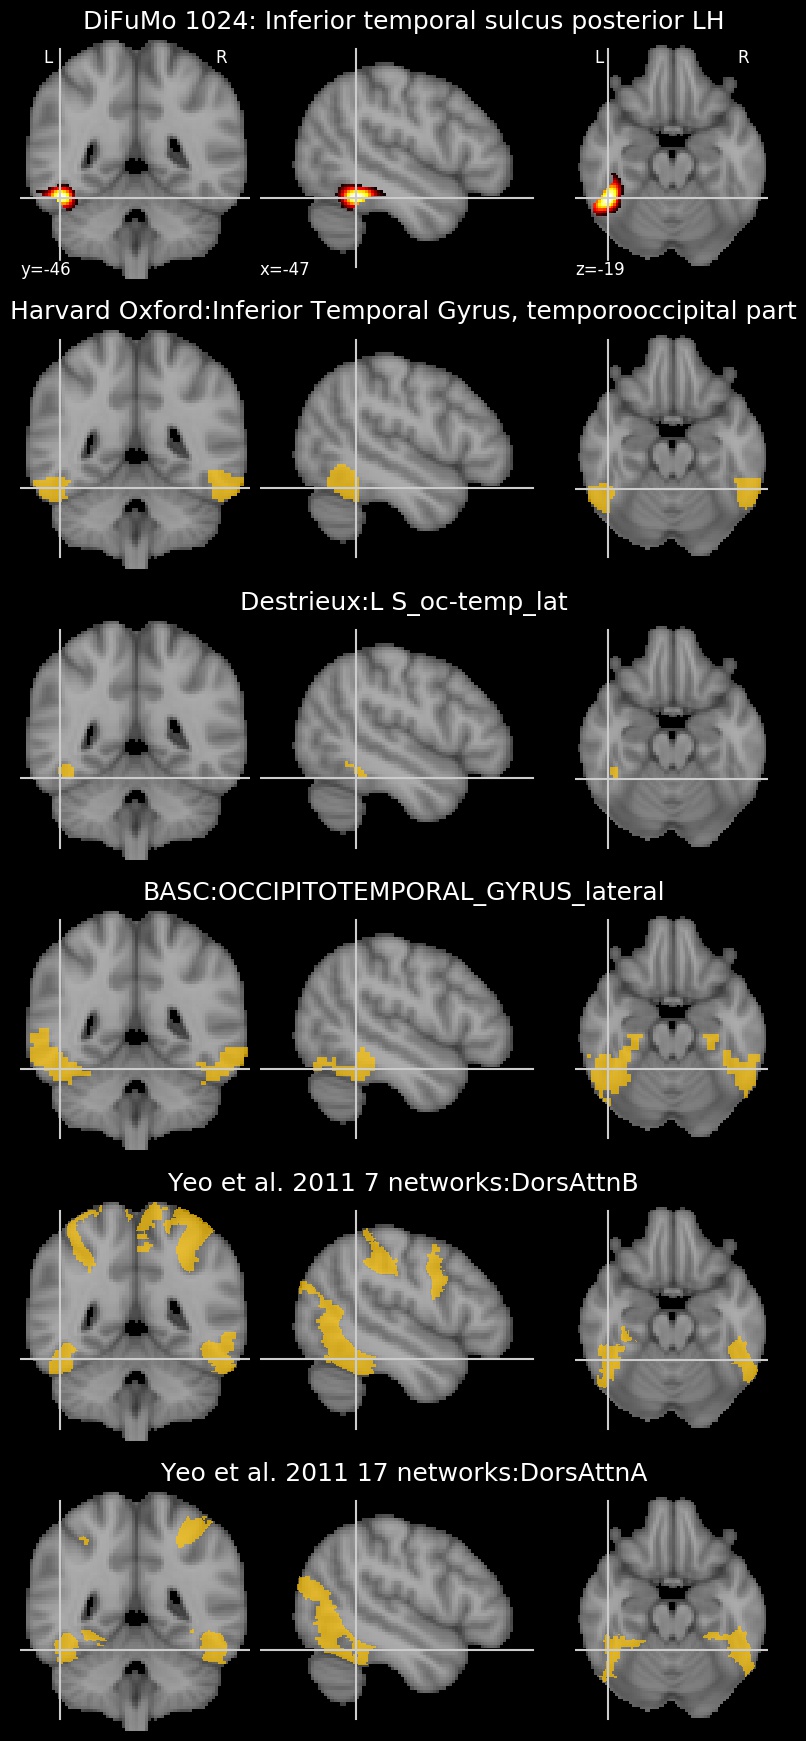 DiFuMo 1024: Inferior temporal sulcus posterior LH
L R L R
y=-46 x=-47 z=-19
Harvard Oxford:Inferior Temporal Gyrus, temporooccipital part
Destrieux:L S_oc-temp_lat
BASC:OCCIPITOTEMPORAL_GYRUS_lateral
Yeo et al. 2011 7 networks:DorsAttnB
Yeo et al. 2011 17 networks:DorsAttnA